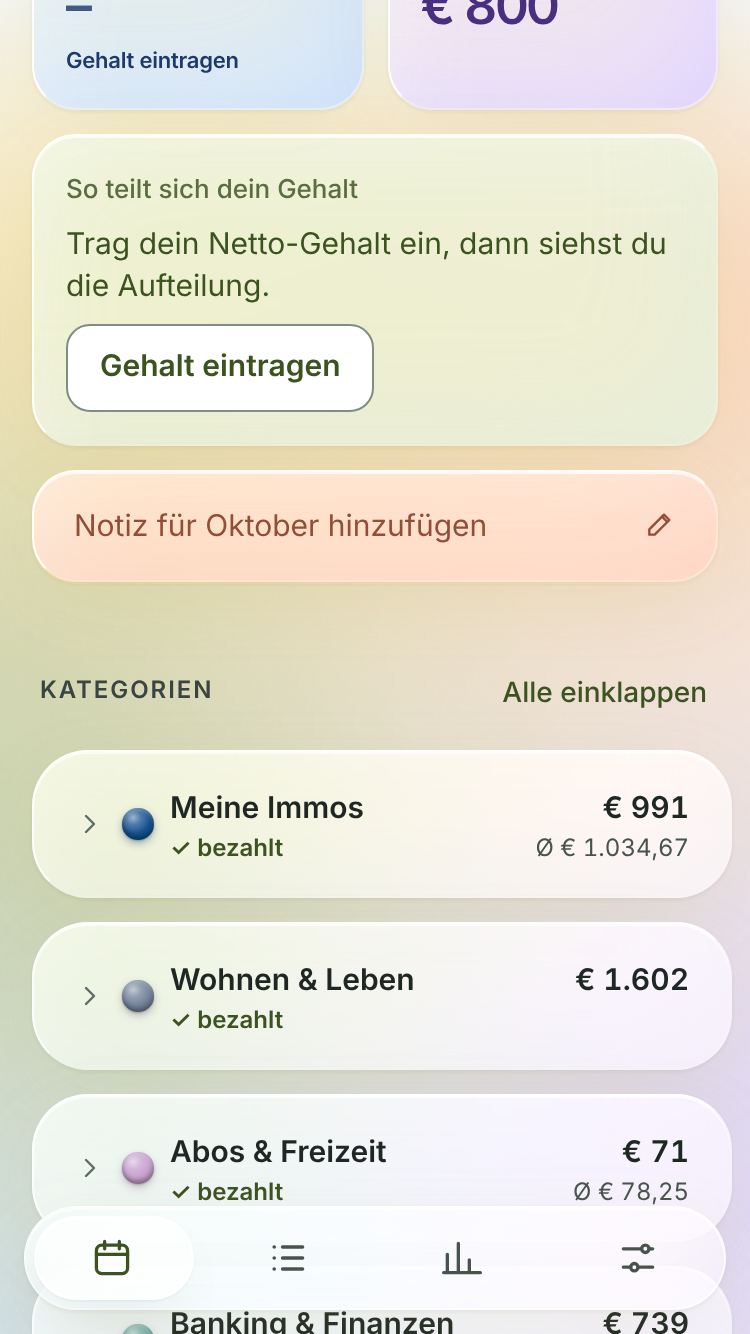 –
€ 800
Gehalt eintragen
So teilt sich dein Gehalt
Trag dein Netto-Gehalt ein, dann siehst du
die Aufteilung.
Gehalt eintragen
Notiz für Oktober hinzufügen
KATEGORIEN
Alle einklappen
Meine Immos
€ 991
✓ bezahlt
Ø € 1.034,67
Wohnen & Leben
€ 1.602
✓ bezahlt
Abos & Freizeit
€ 71
✓ bezahlt
Ø € 78,25
Banking & Finanzen
€ 739